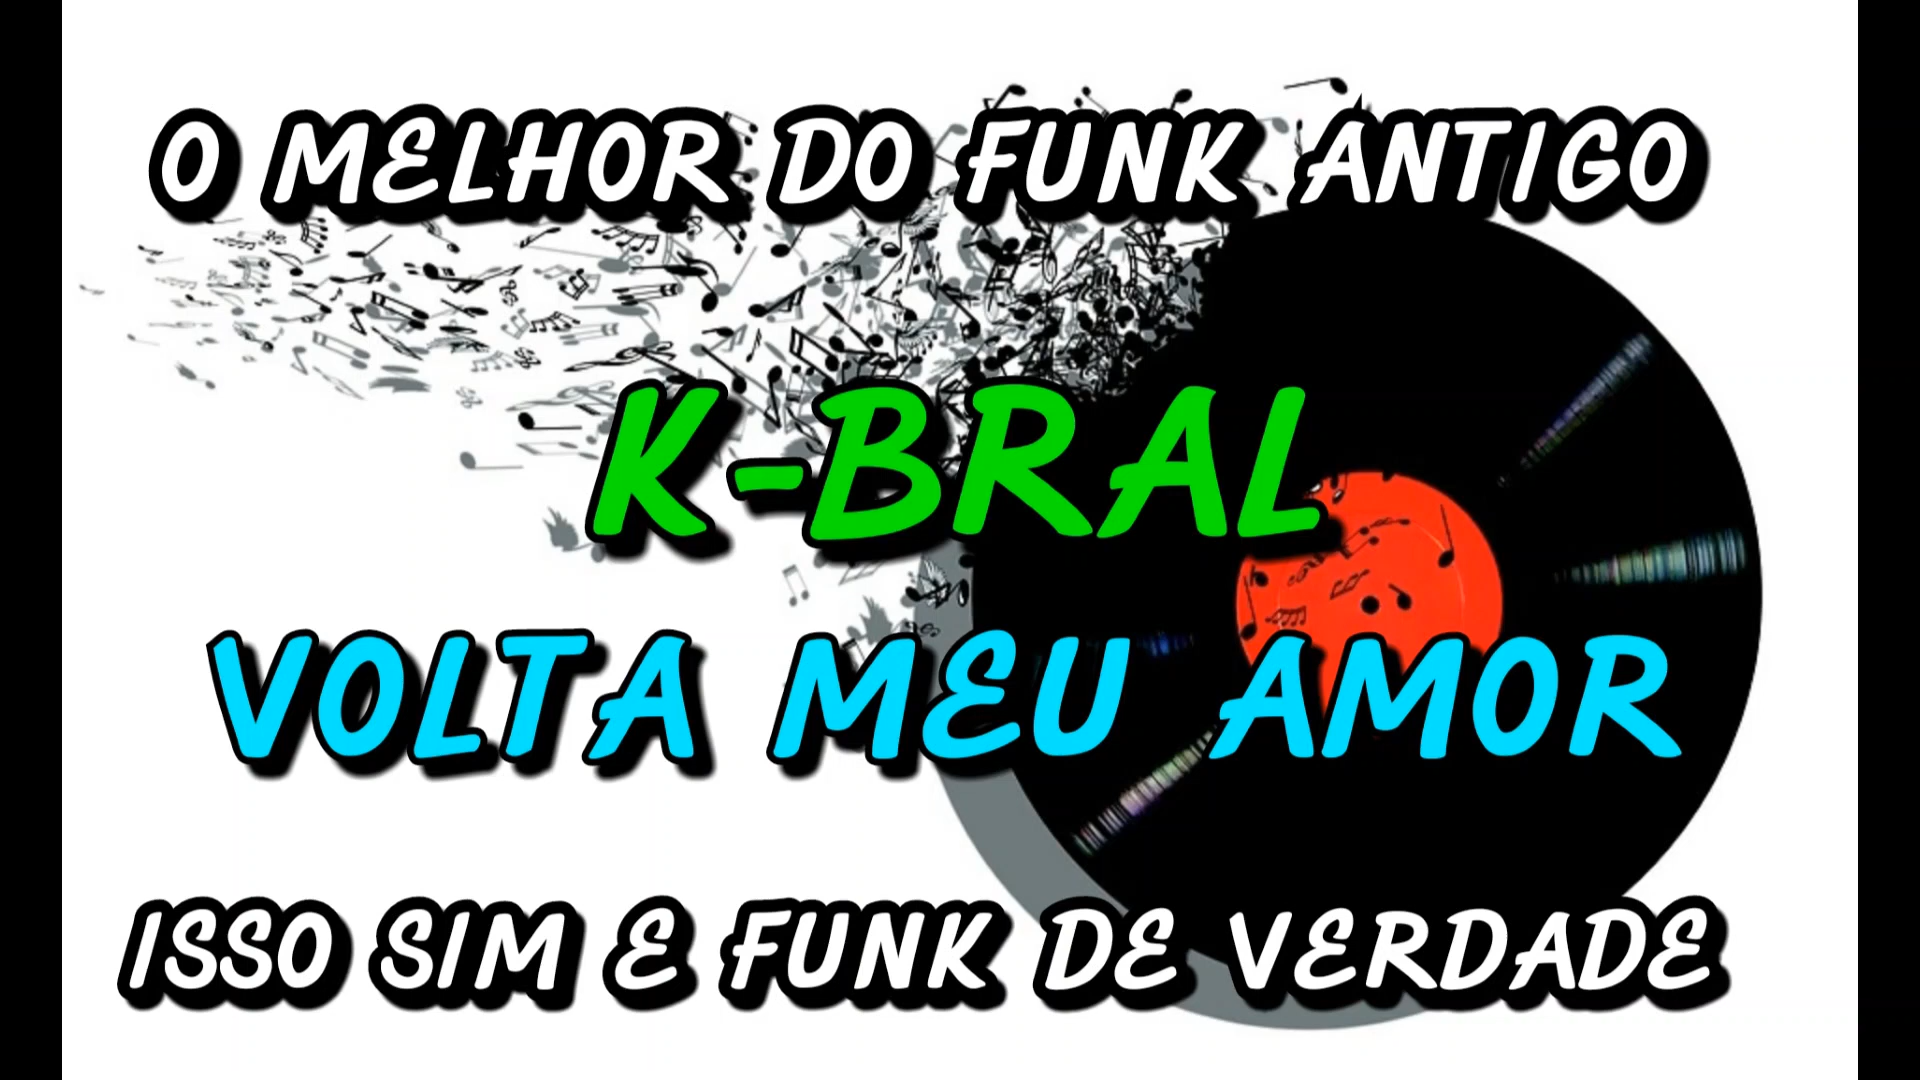 O MELHOR DO FUNK ANTIGO
K-BRAL
VOLTA MEU AMOR
ISSO SIM E FUNK DE VERDADE